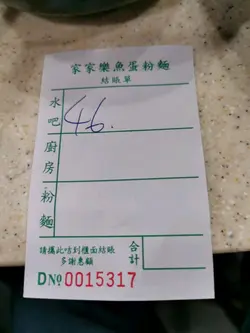 家家樂魚蛋粉麵
結賬單
水吧 46.
廚房
粉麵
請攜此咭到櫃面結賬
多謝惠顧
合計
DNo 0015317